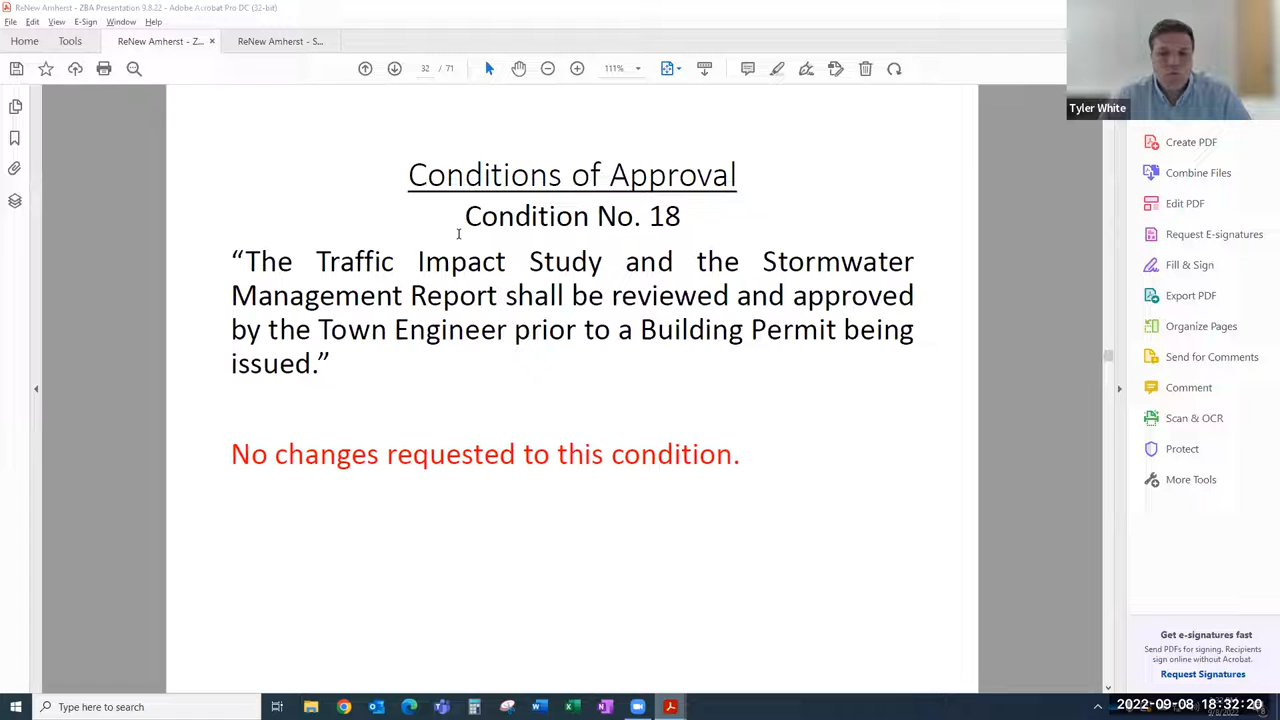 ReNew Amherst - ZBA Presentation 9.8.22 - Adobe Acrobat Pro DC (32-bit)
File Edit View E-Sign Window Help
Home Tools ReNew Amherst - Z... × ReNew Amherst - S...
32 / 71 111%
Tyler White
Conditions of Approval
Condition No. 18
“The Traffic Impact Study and the Stormwater
Management Report shall be reviewed and approved
by the Town Engineer prior to a Building Permit being
issued.”
No changes requested to this condition.
Create PDF
Combine Files
Edit PDF
Request E-signatures
Fill & Sign
Export PDF
Organize Pages
Send for Comments
Comment
Scan & OCR
Protect
More Tools
Get e-signatures fast
Send PDFs for signing. Recipients
sign online without Acrobat.
Request Signatures
Type here to search
2022-09-08 18:32:20